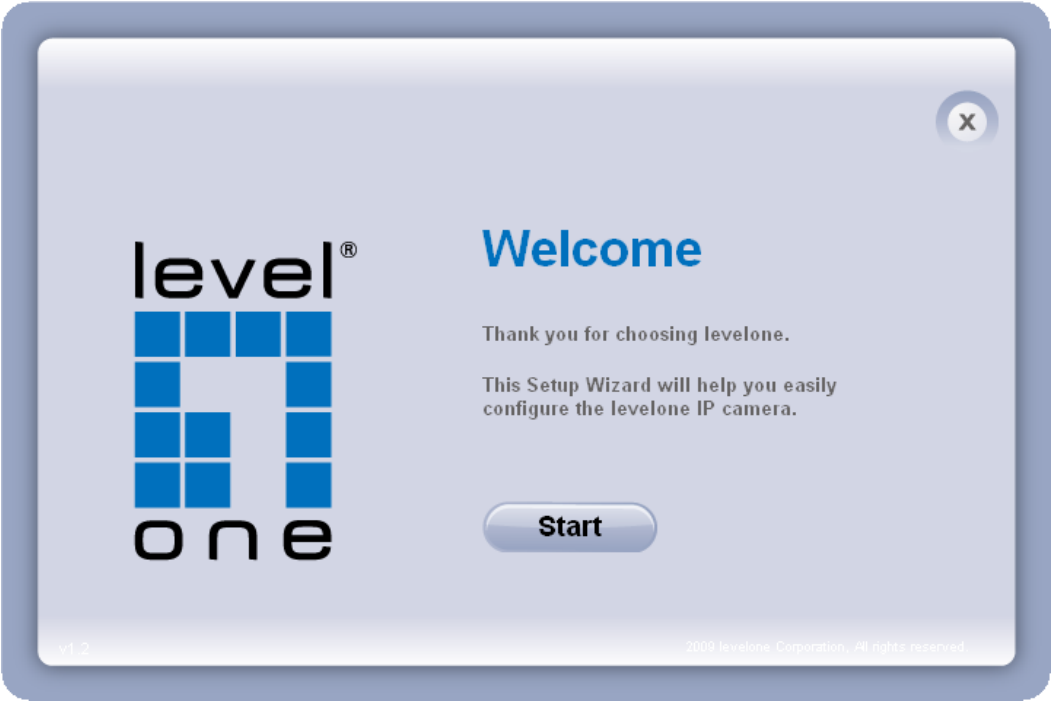 X
level®
one
Welcome
Thank you for choosing levelone.
This Setup Wizard will help you easily
configure the levelone IP camera.
Start
v1.2
2009 levelone Corporation, All rights reserved.